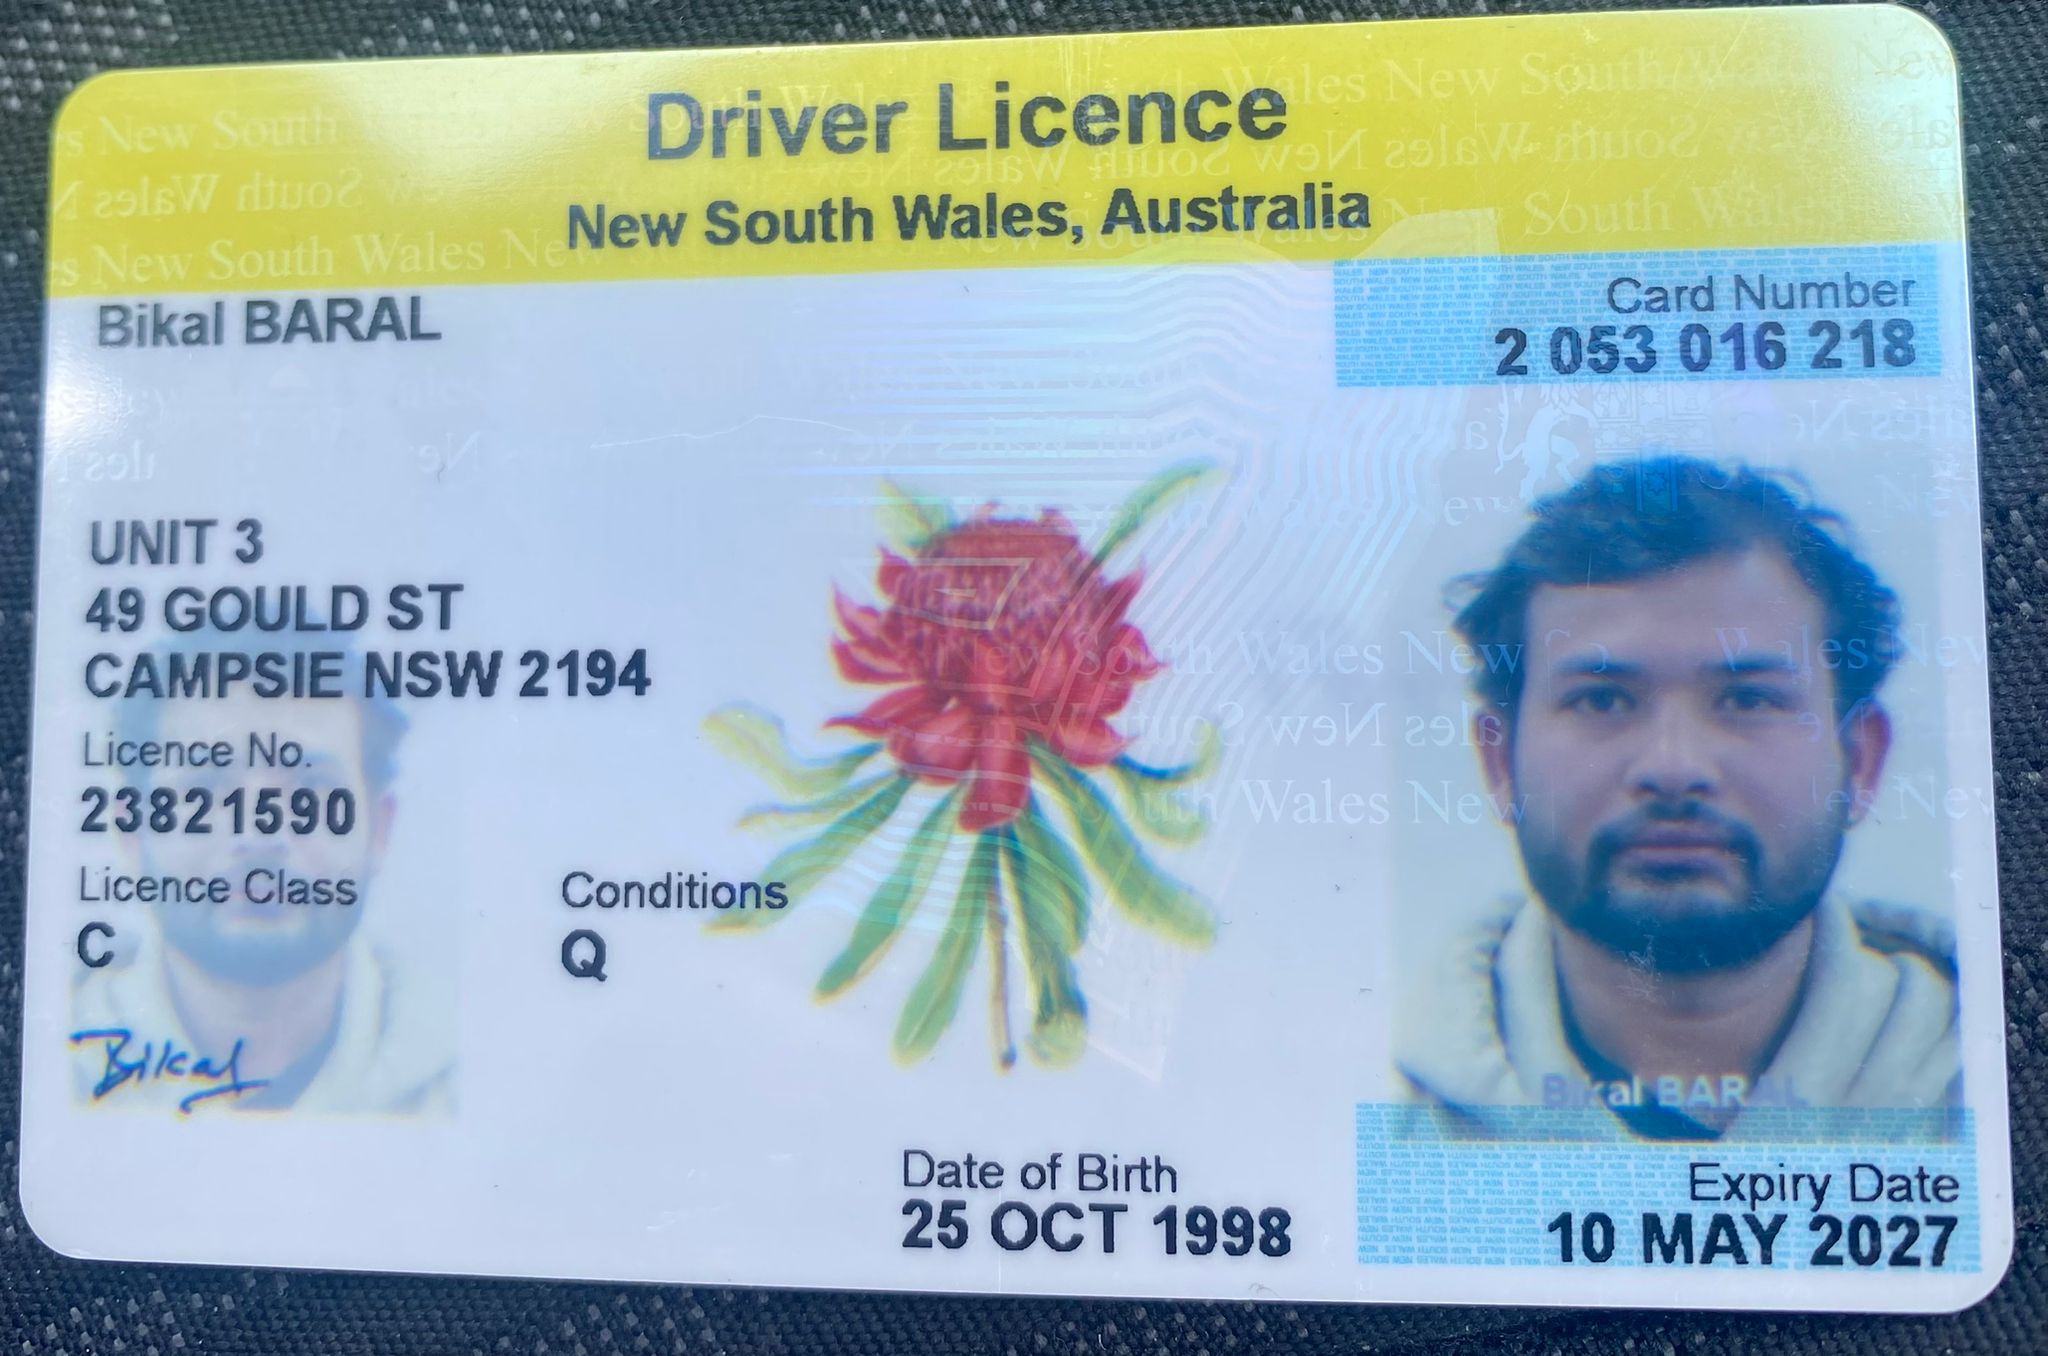 Driver Licence
New South Wales, Australia
Bikal BARAL
Card Number
2 053 016 218
UNIT 3
49 GOULD ST
CAMPSIE NSW 2194
Licence No.
23821590
Licence Class
C
Conditions
Q
Bikal
Bikal BARAL
Date of Birth
25 OCT 1998
Expiry Date
10 MAY 2027